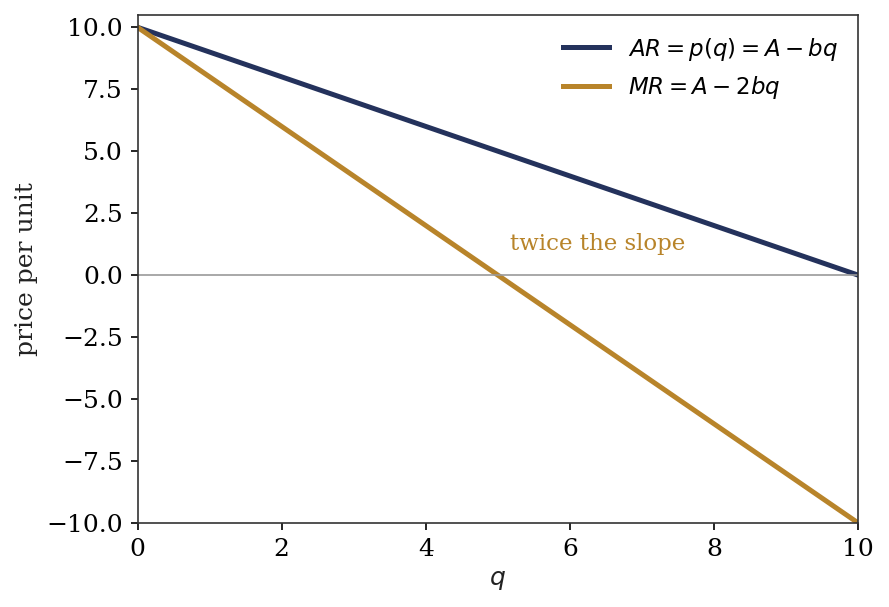 10.0
7.5
5.0
2.5
0.0
−2.5
−5.0
−7.5
−10.0
price per unit
AR = p(q) = A − bq
MR = A − 2bq
twice the slope
0 2 4 6 8 10
q